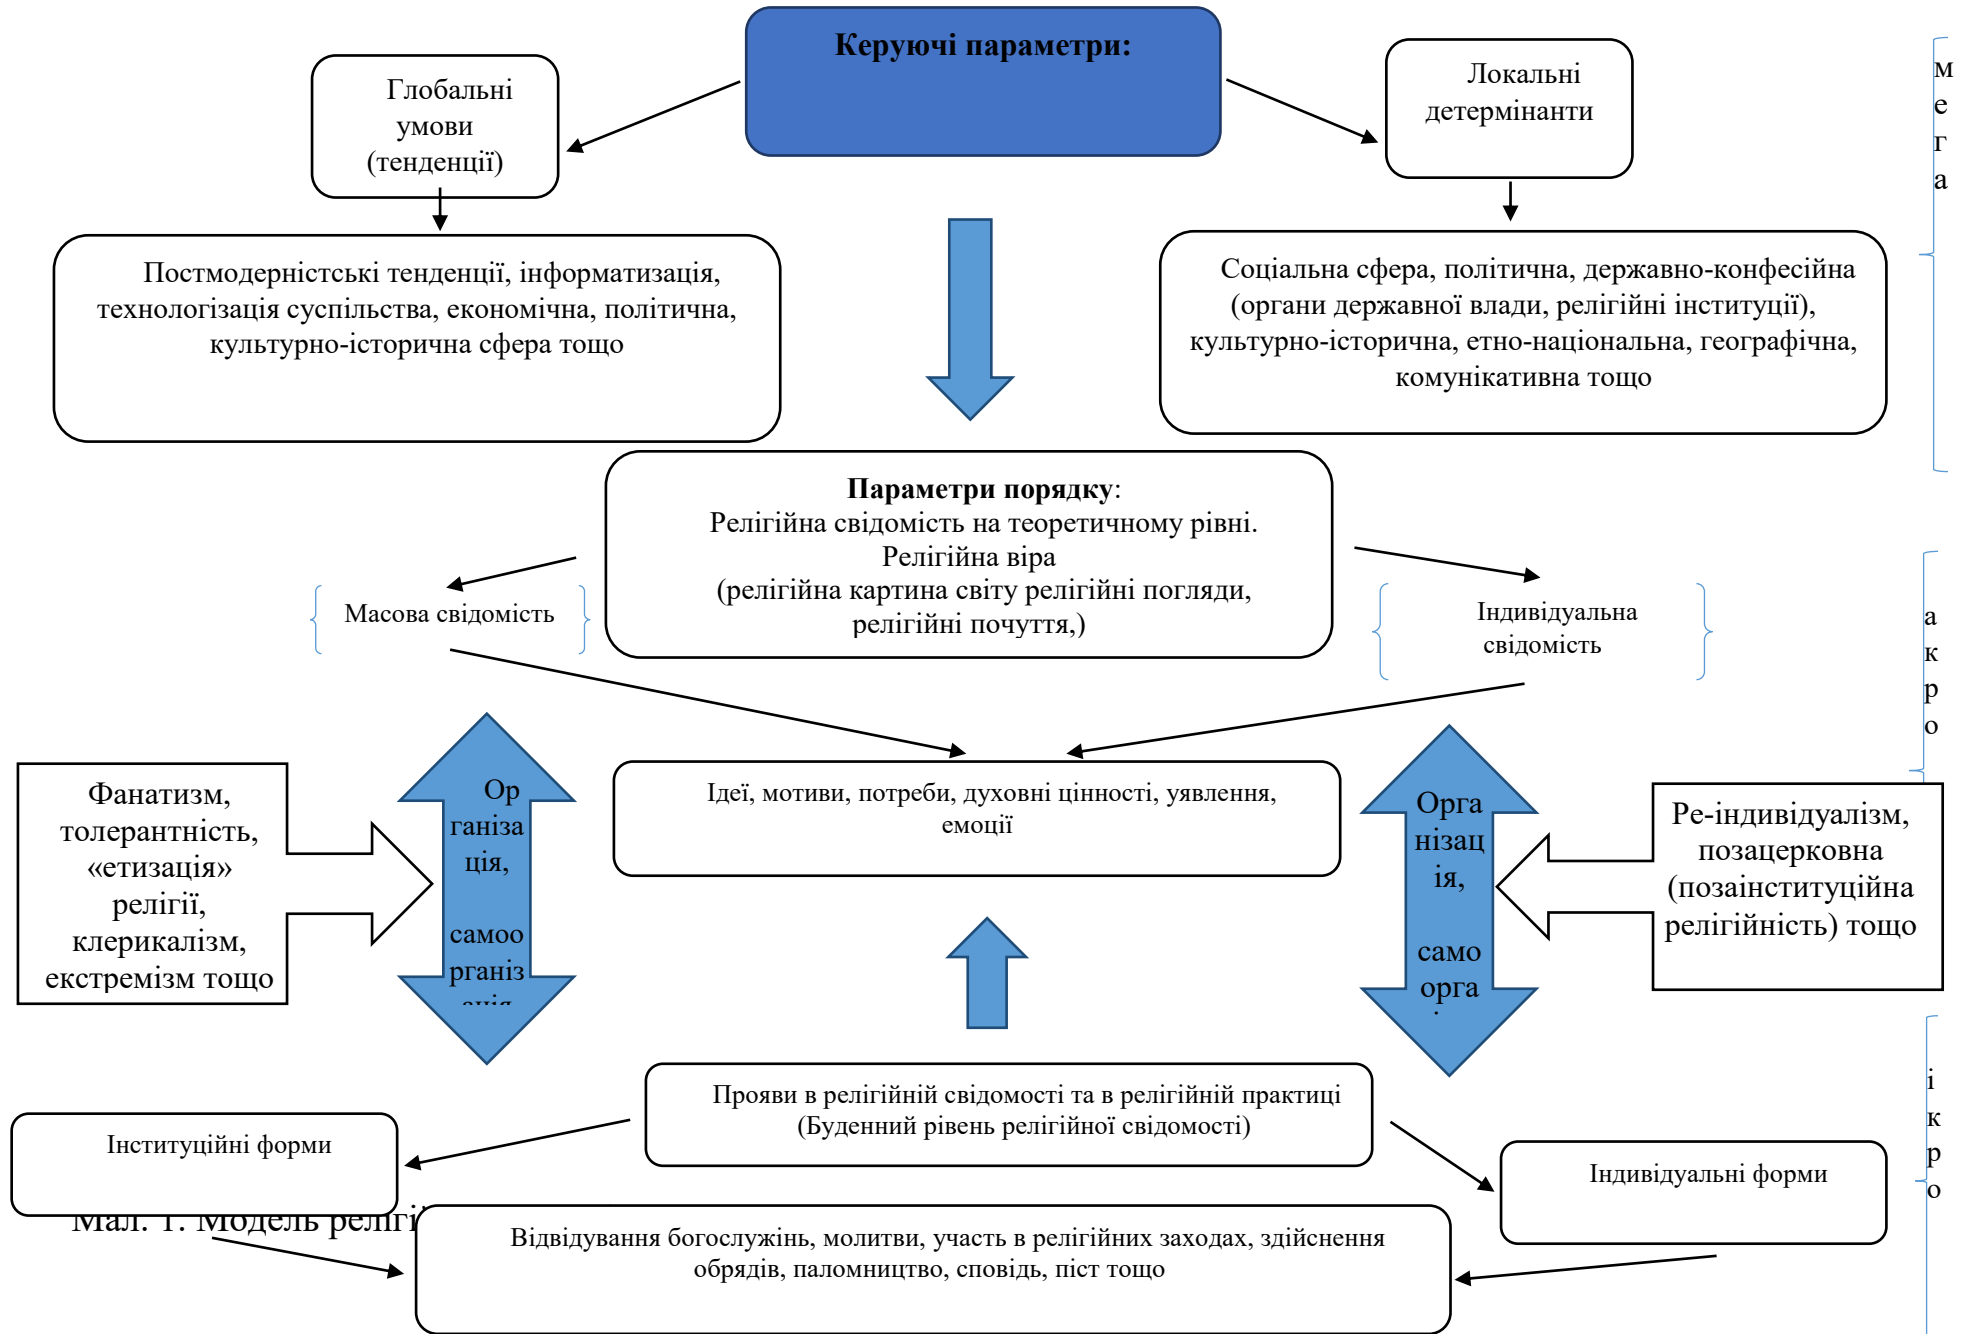 Керуючі параметри:
Глобальні
умови
(тенденції)
Локальні
детермінанти
м
е
г
а
Постмодерністські тенденції, інформатизація,
технологізація суспільства, економічна, політична,
культурно-історична сфера тощо
Соціальна сфера, політична, державно-конфесійна
(органи державної влади, релігійні інституції),
культурно-історична, етно-національна, географічна,
комунікативна тощо
Параметри порядку:
Релігійна свідомість на теоретичному рівні.
Релігійна віра
(релігійна картина світу релігійні погляди,
релігійні почуття,)
Масова свідомість
Індивідуальна
свідомість
а
к
р
о
Фанатизм,
толерантність,
«етизація»
релігії,
клерикалізм,
екстремізм тощо
Ор
ганіза
ція,
самоо
рганіз
ація
Ідеї, мотиви, потреби, духовні цінності, уявлення,
емоції
Орга
нізац
ія,
само
орга
Ре-індивідуалізм,
позацерковна
(позаінституційна
релігійність) тощо
Прояви в релігійній свідомості та в релігійній практиці
(Буденний рівень релігійної свідомості)
і
к
р
о
Інституційні форми
Індивідуальні форми
Мал. 1. Модель релігі
Відвідування богослужінь, молитви, участь в релігійних заходах, здійснення
обрядів, паломництво, сповідь, піст тощо